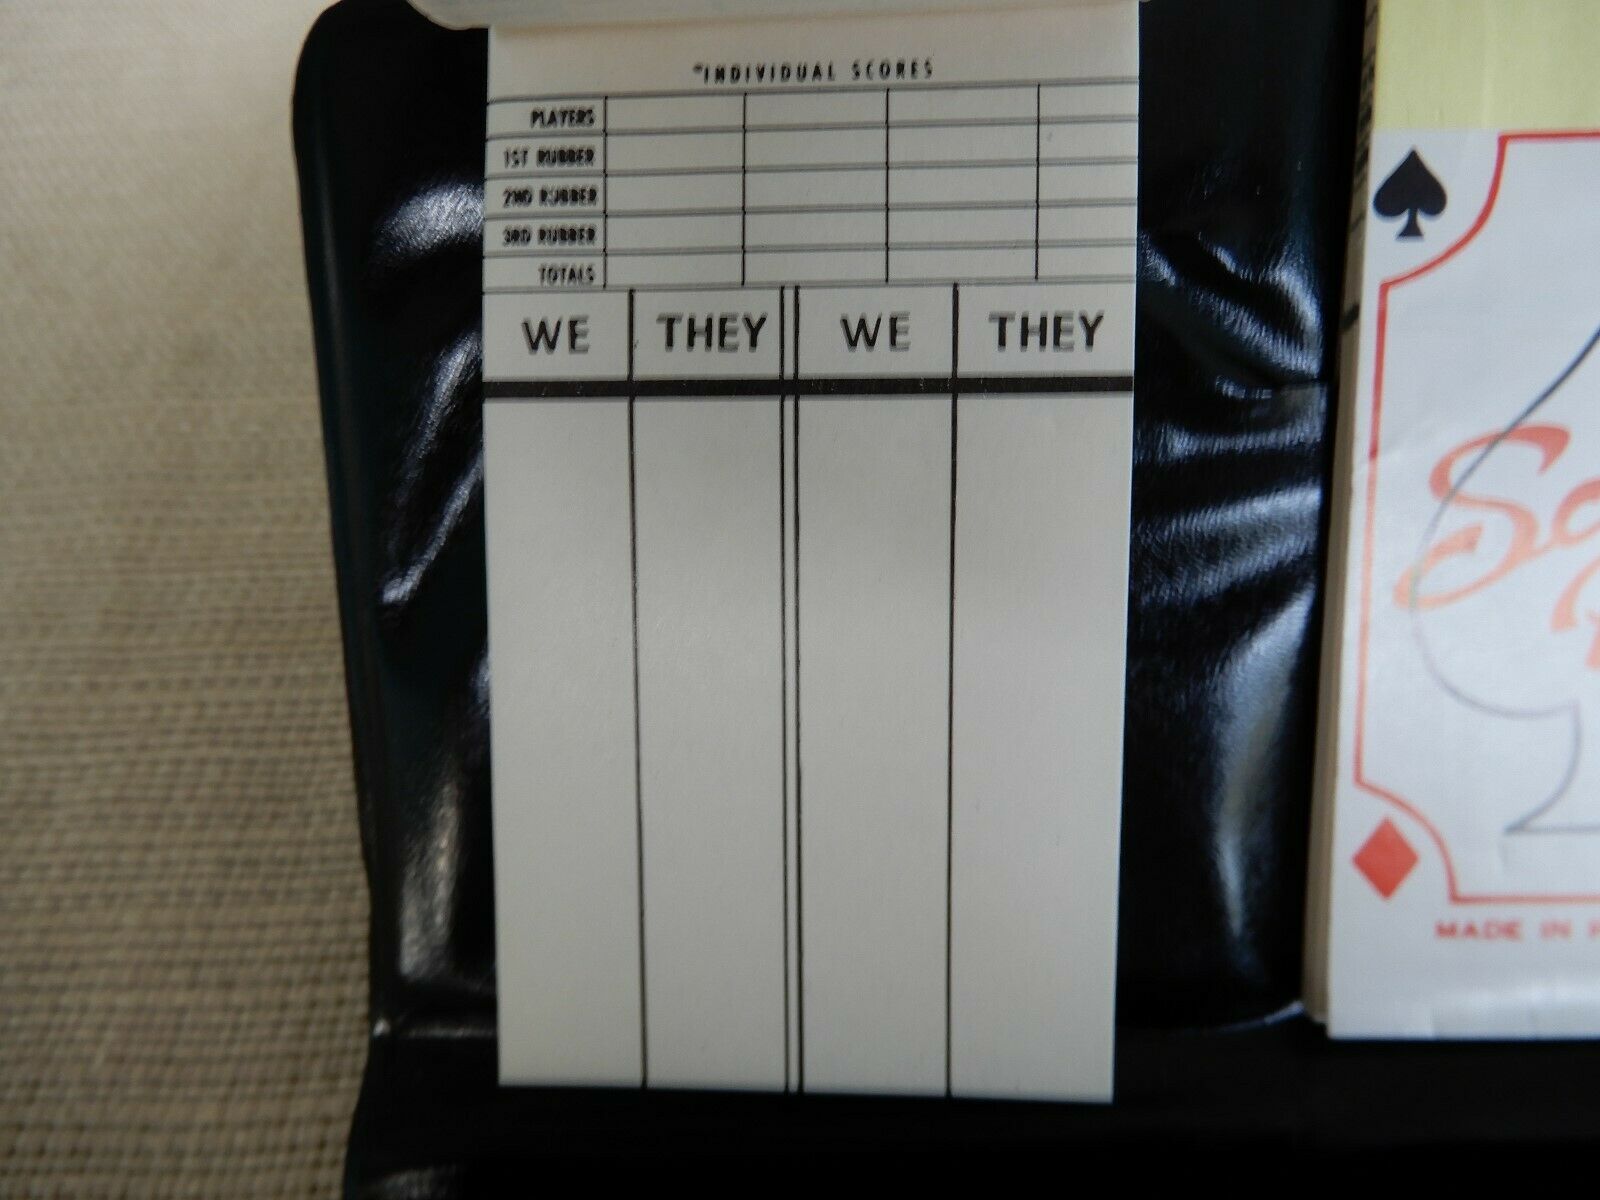 "INDIVIDUAL SCORES
PLAYERS
1ST RUBBER
2ND RUBBER
3RD RUBBER
TOTALS
WE THEY WE THEY
MADE IN